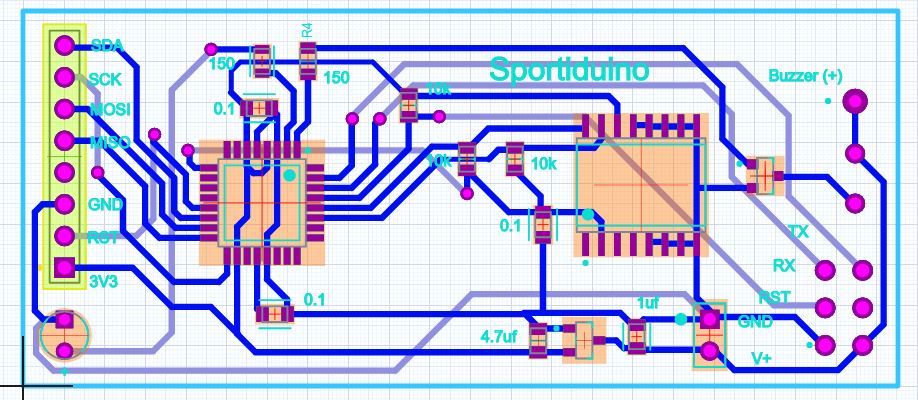 SDA
SCK
MOSI
MISO
GND
RST
3V3
150
R4
150
0.1
10k
Sportiduino
Buzzer (+)
10k
10k
0.1
TX
RX
RST
GND
V+
0.1
1uf
4.7uf